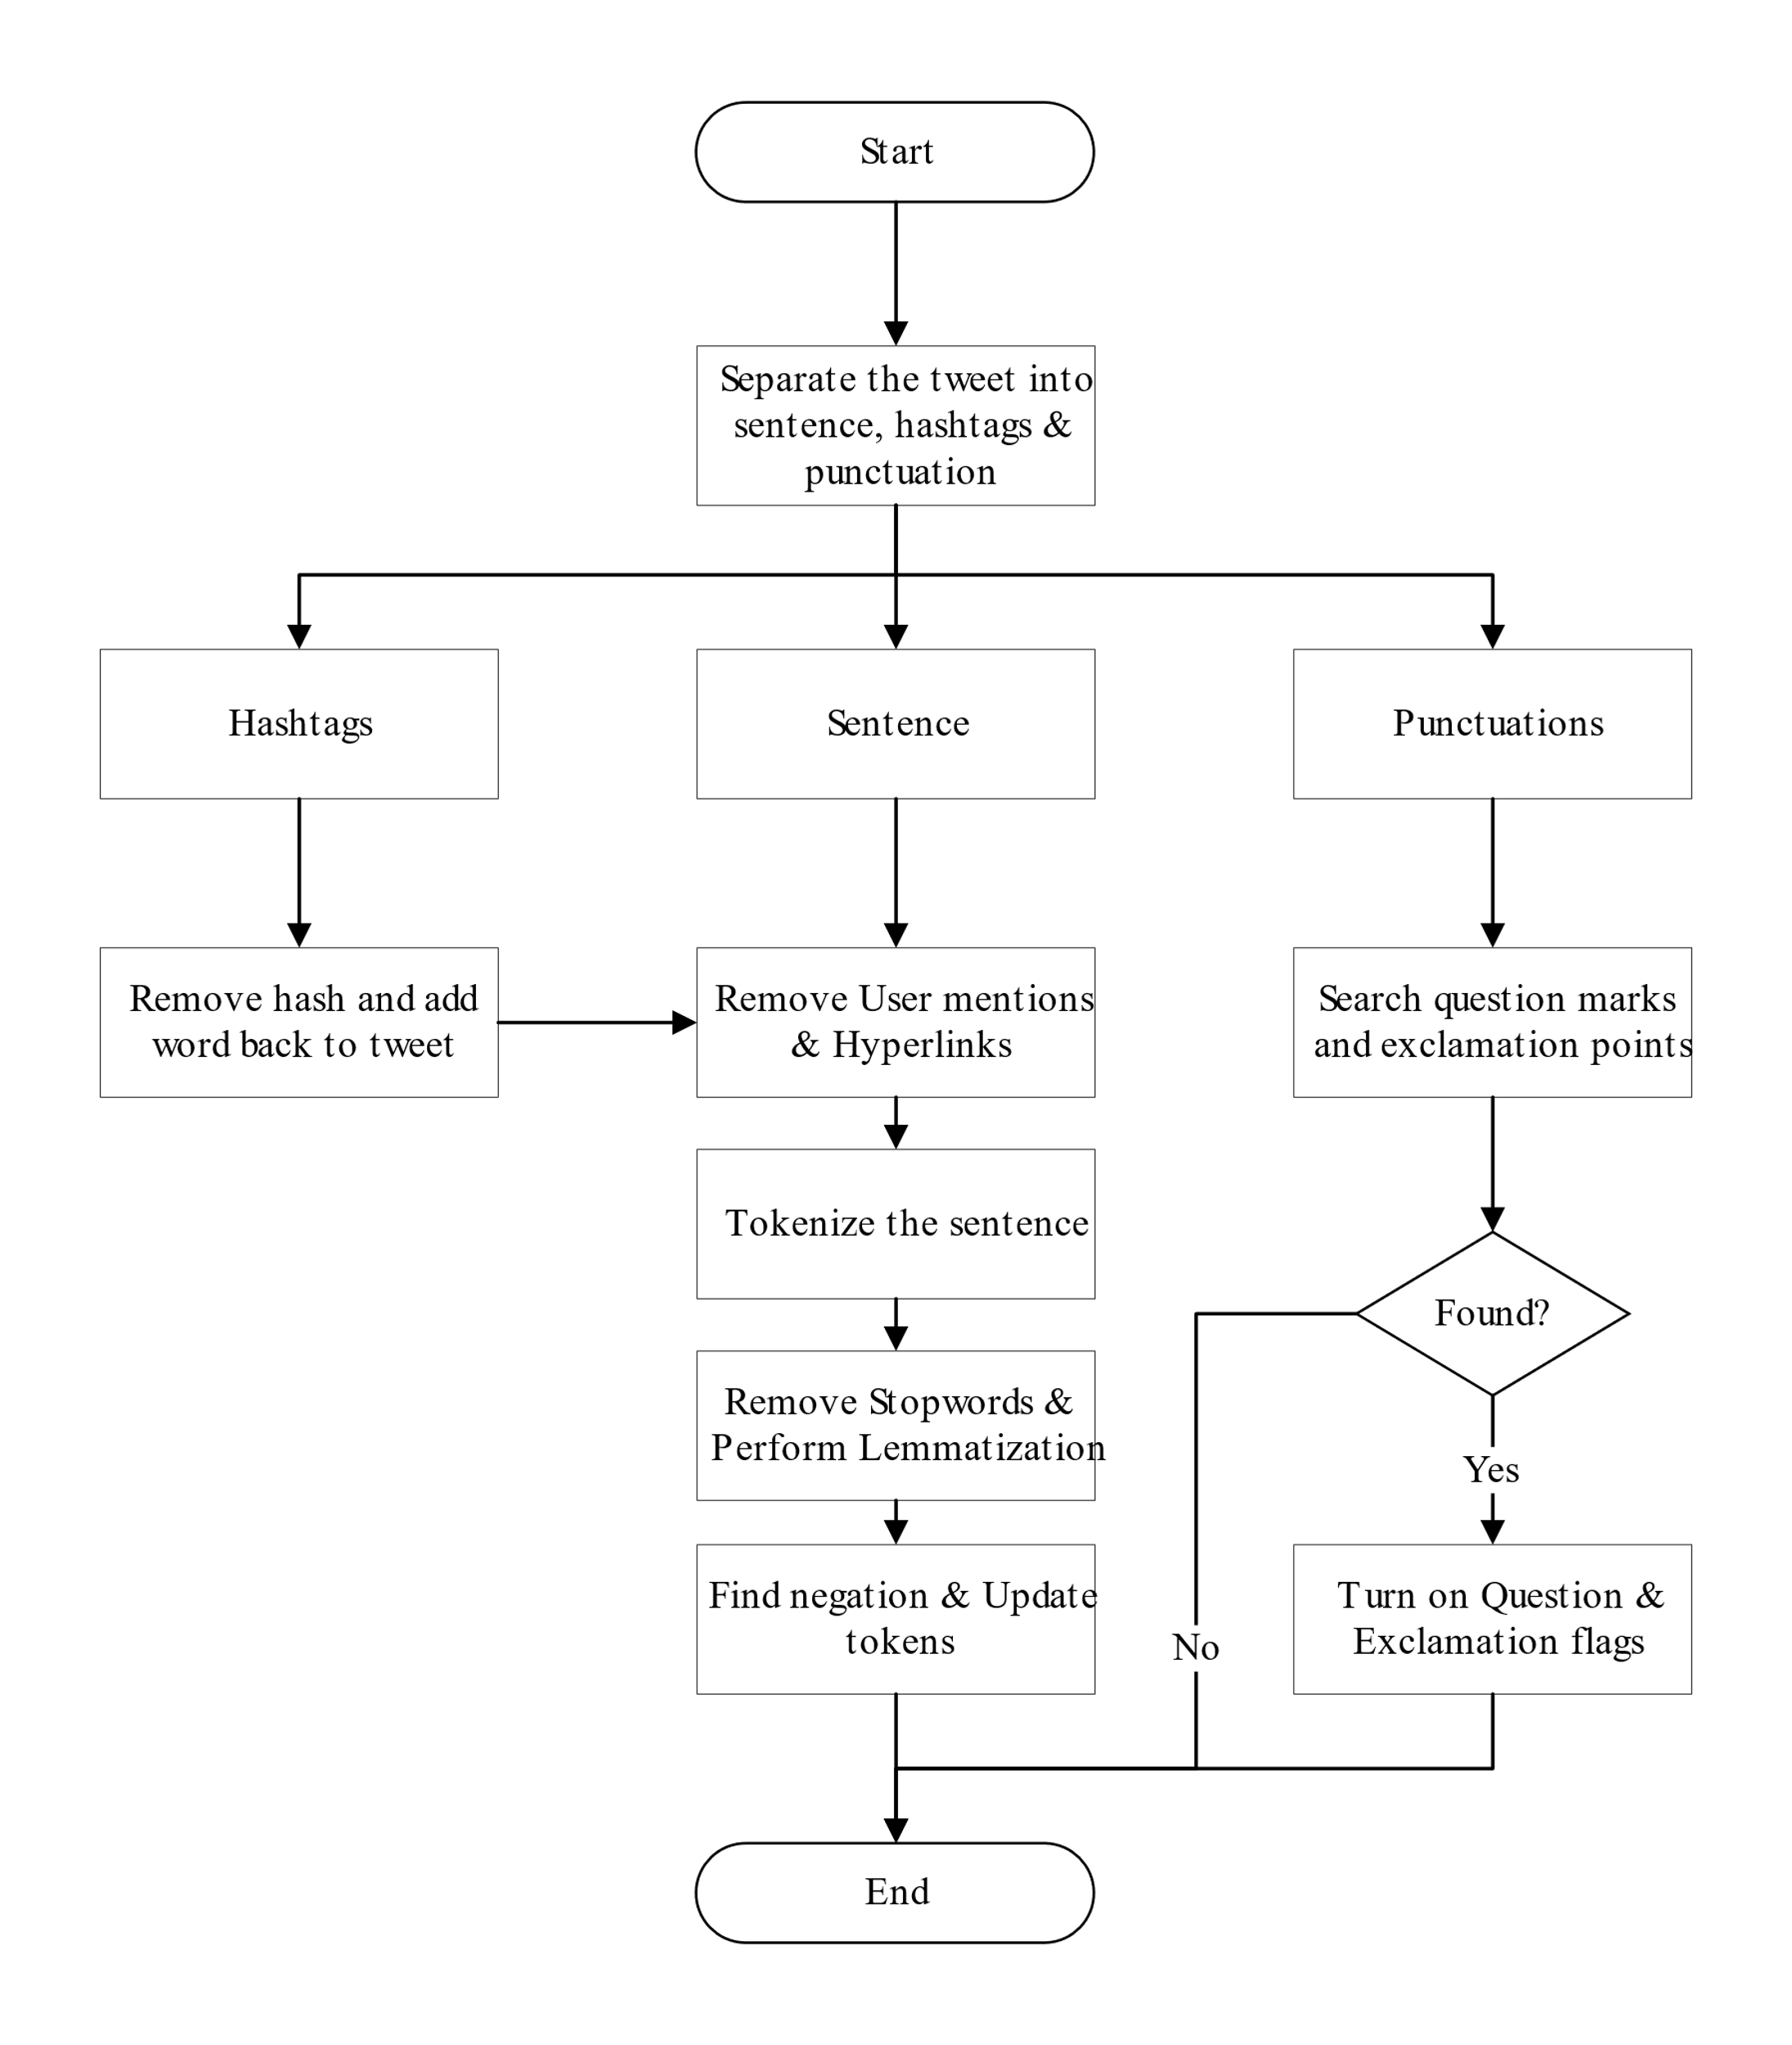 Start
Separate the tweet into
sentence, hashtags &
punctuation
Hashtags
Sentence
Punctuations
Remove hash and add
word back to tweet
Remove User mentions
& Hyperlinks
Search question marks
and exclamation points
Tokenize the sentence
Found?
Remove Stopwords &
Perform Lemmatization
Yes
Find negation & Update
tokens
Turn on Question &
Exclamation flags
No
End